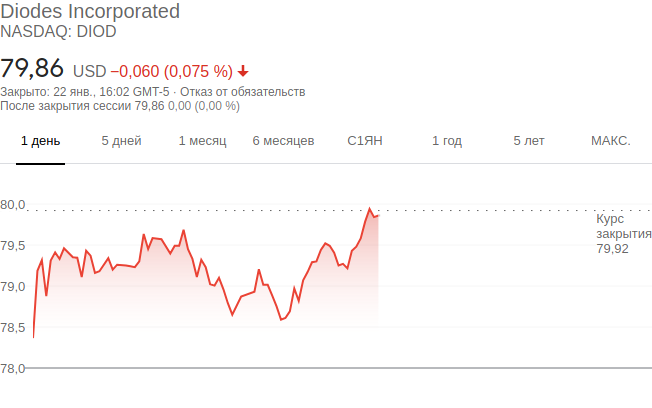 Diodes Incorporated
NASDAQ: DIOD
79,86 USD −0,060 (0,075 %)
Закрыто: 22 янв., 16:02 GMT-5 · Отказ от обязательств
После закрытия сессии 79,86 0,00 (0,00 %)
1 день 5 дней 1 месяц 6 месяцев С1ЯН 1 год 5 лет МАКС.
80,0
Курс
закрытия
79,92
79,5
79,0
78,5
78,0